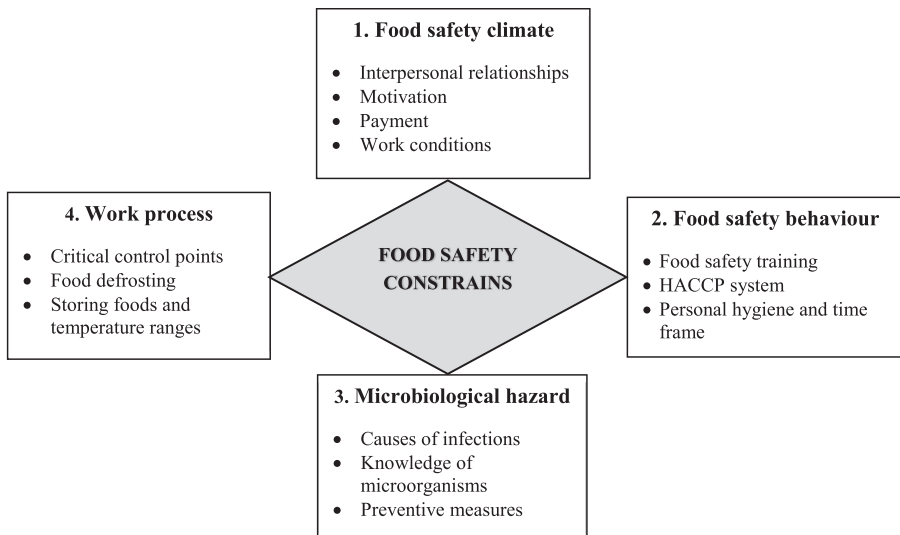 1. Food safety climate
• Interpersonal relationships
• Motivation
• Payment
• Work conditions
4. Work process
• Critical control points
• Food defrosting
• Storing foods and
temperature ranges
FOOD SAFETY
CONSTRAINS
2. Food safety behaviour
• Food safety training
• HACCP system
• Personal hygiene and time
frame
3. Microbiological hazard
• Causes of infections
• Knowledge of
microorganisms
• Preventive measures